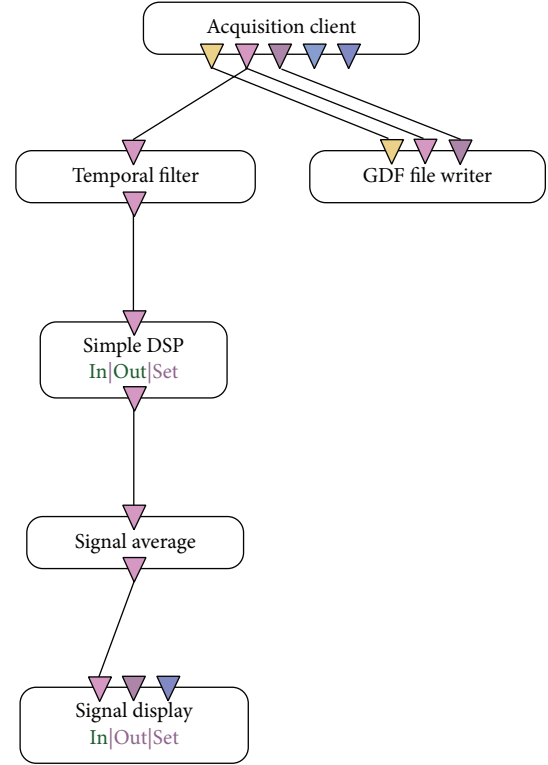 Acquisition client
Temporal filter
GDF file writer
Simple DSP
In|Out|Set
Signal average
Signal display
In|Out|Set